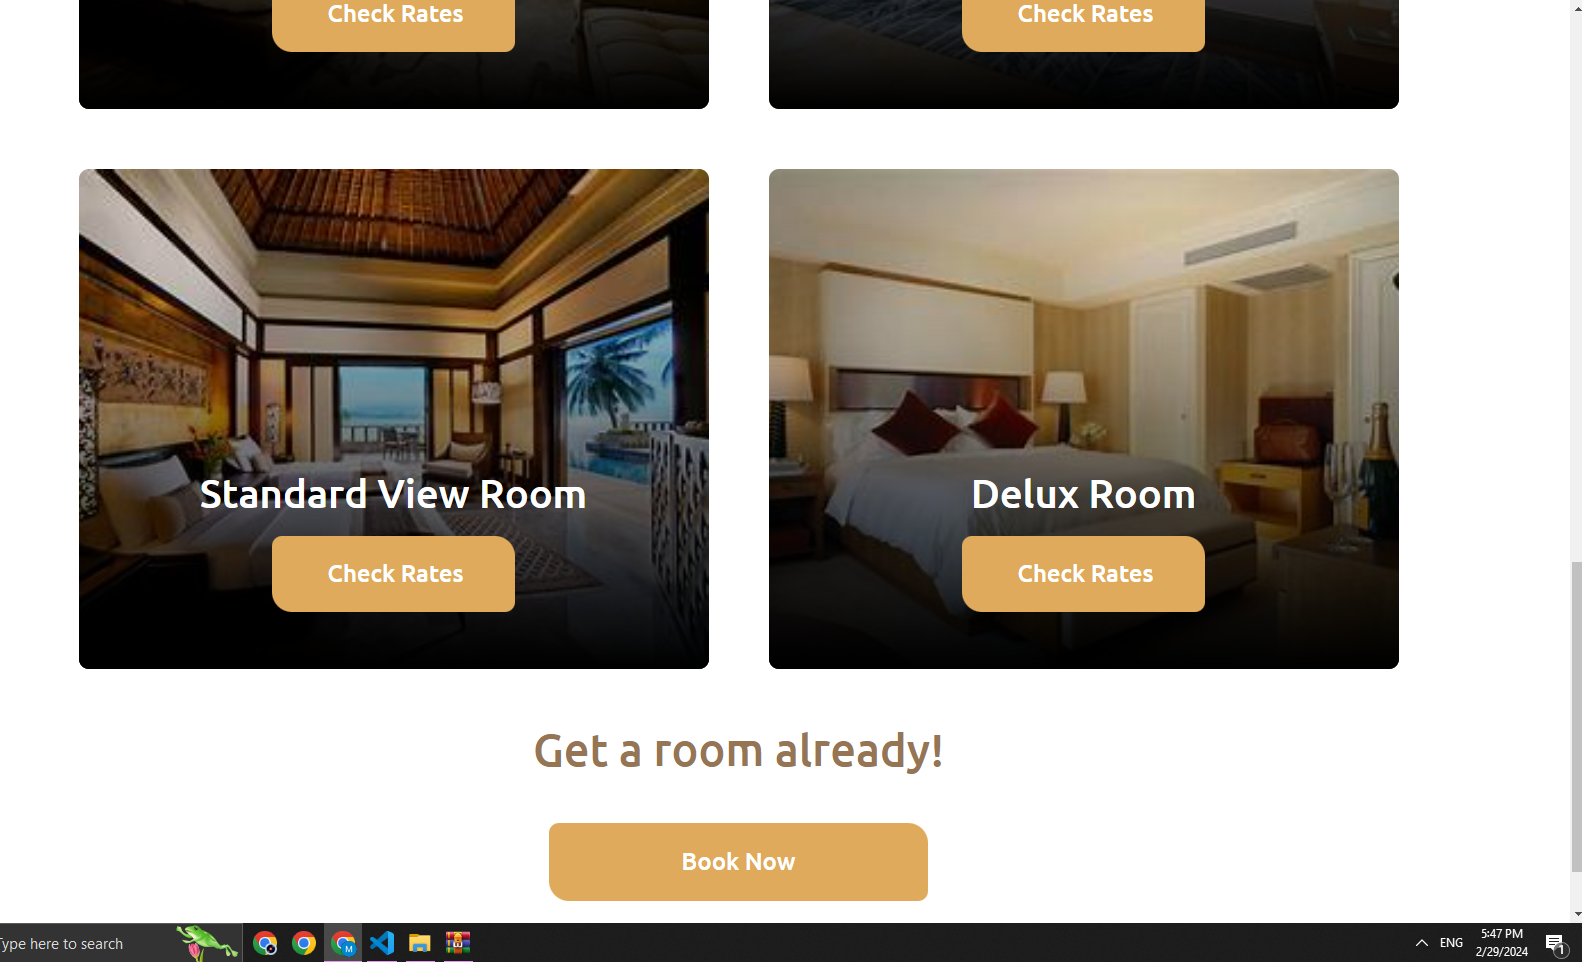 Check Rates
Check Rates
Standard View Room
Delux Room
Check Rates
Check Rates
Get a room already!
Book Now
Type here to search
M
ENG
5:47 PM
2/29/2024
1